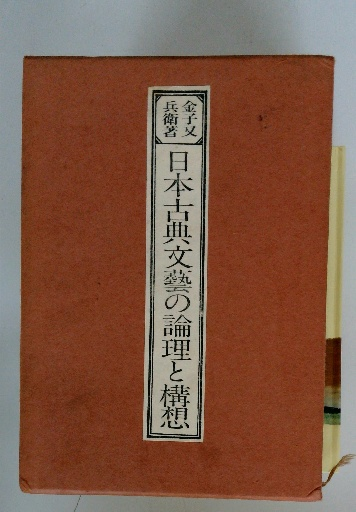 金子又
兵衛著
日本古典文藝の論理と構想